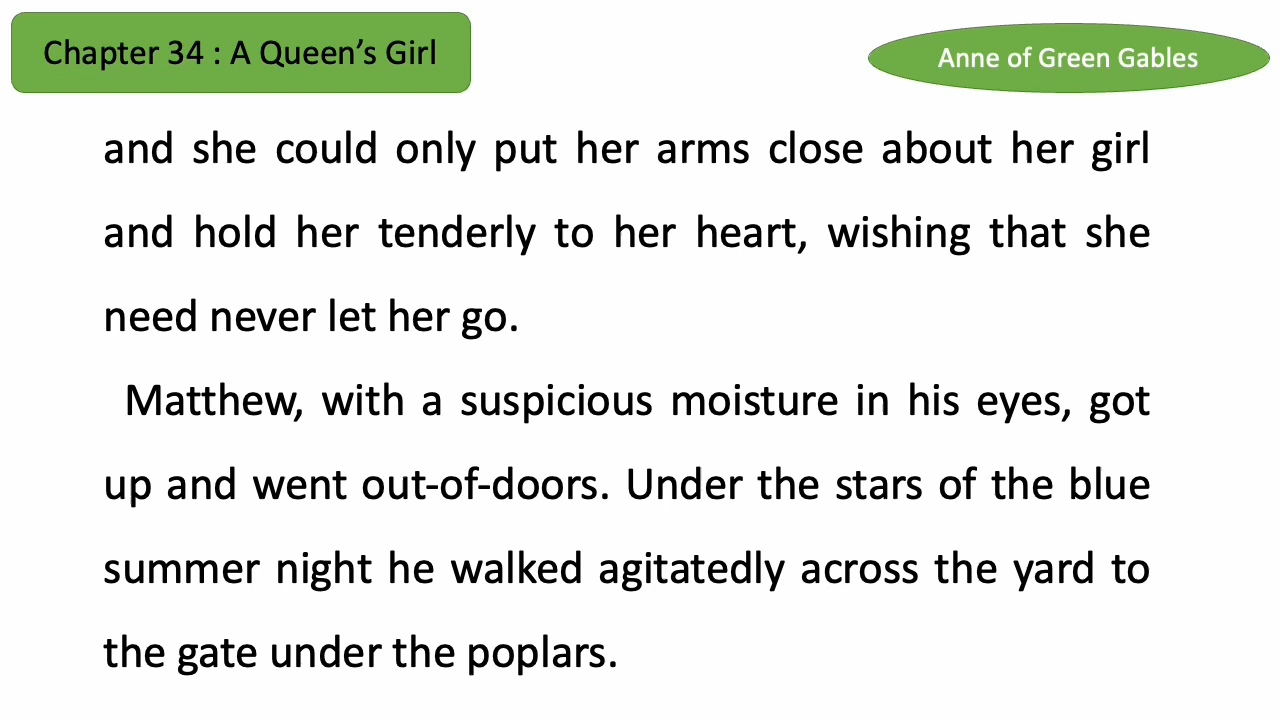 Chapter 34 : A Queen’s Girl
Anne of Green Gables
and she could only put her arms close about her girl
and hold her tenderly to her heart, wishing that she
need never let her go.
Matthew, with a suspicious moisture in his eyes, got
up and went out-of-doors. Under the stars of the blue
summer night he walked agitatedly across the yard to
the gate under the poplars.